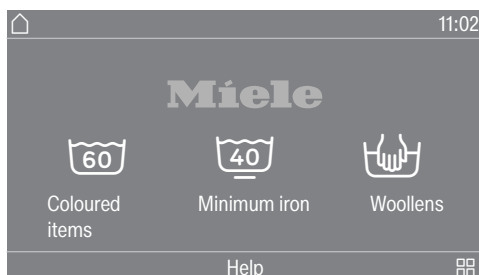 11:02
Miele
60
40
Coloured
items
Minimum iron
Woollens
Help